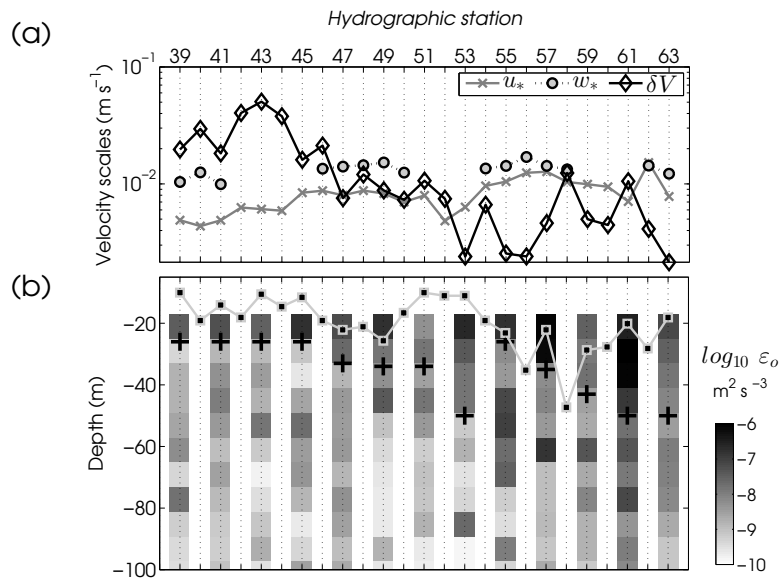 Hydrographic station
(a)
39 41 43 45 47 49 51 53 55 57 59 61 63
10⁻¹
10⁻²
Velocity scales (m s⁻¹)
u* w* δV
(b)
−20
−40
−60
−80
−100
Depth (m)
log₁₀ εₒ
m² s⁻³
−6
−7
−8
−9
−10